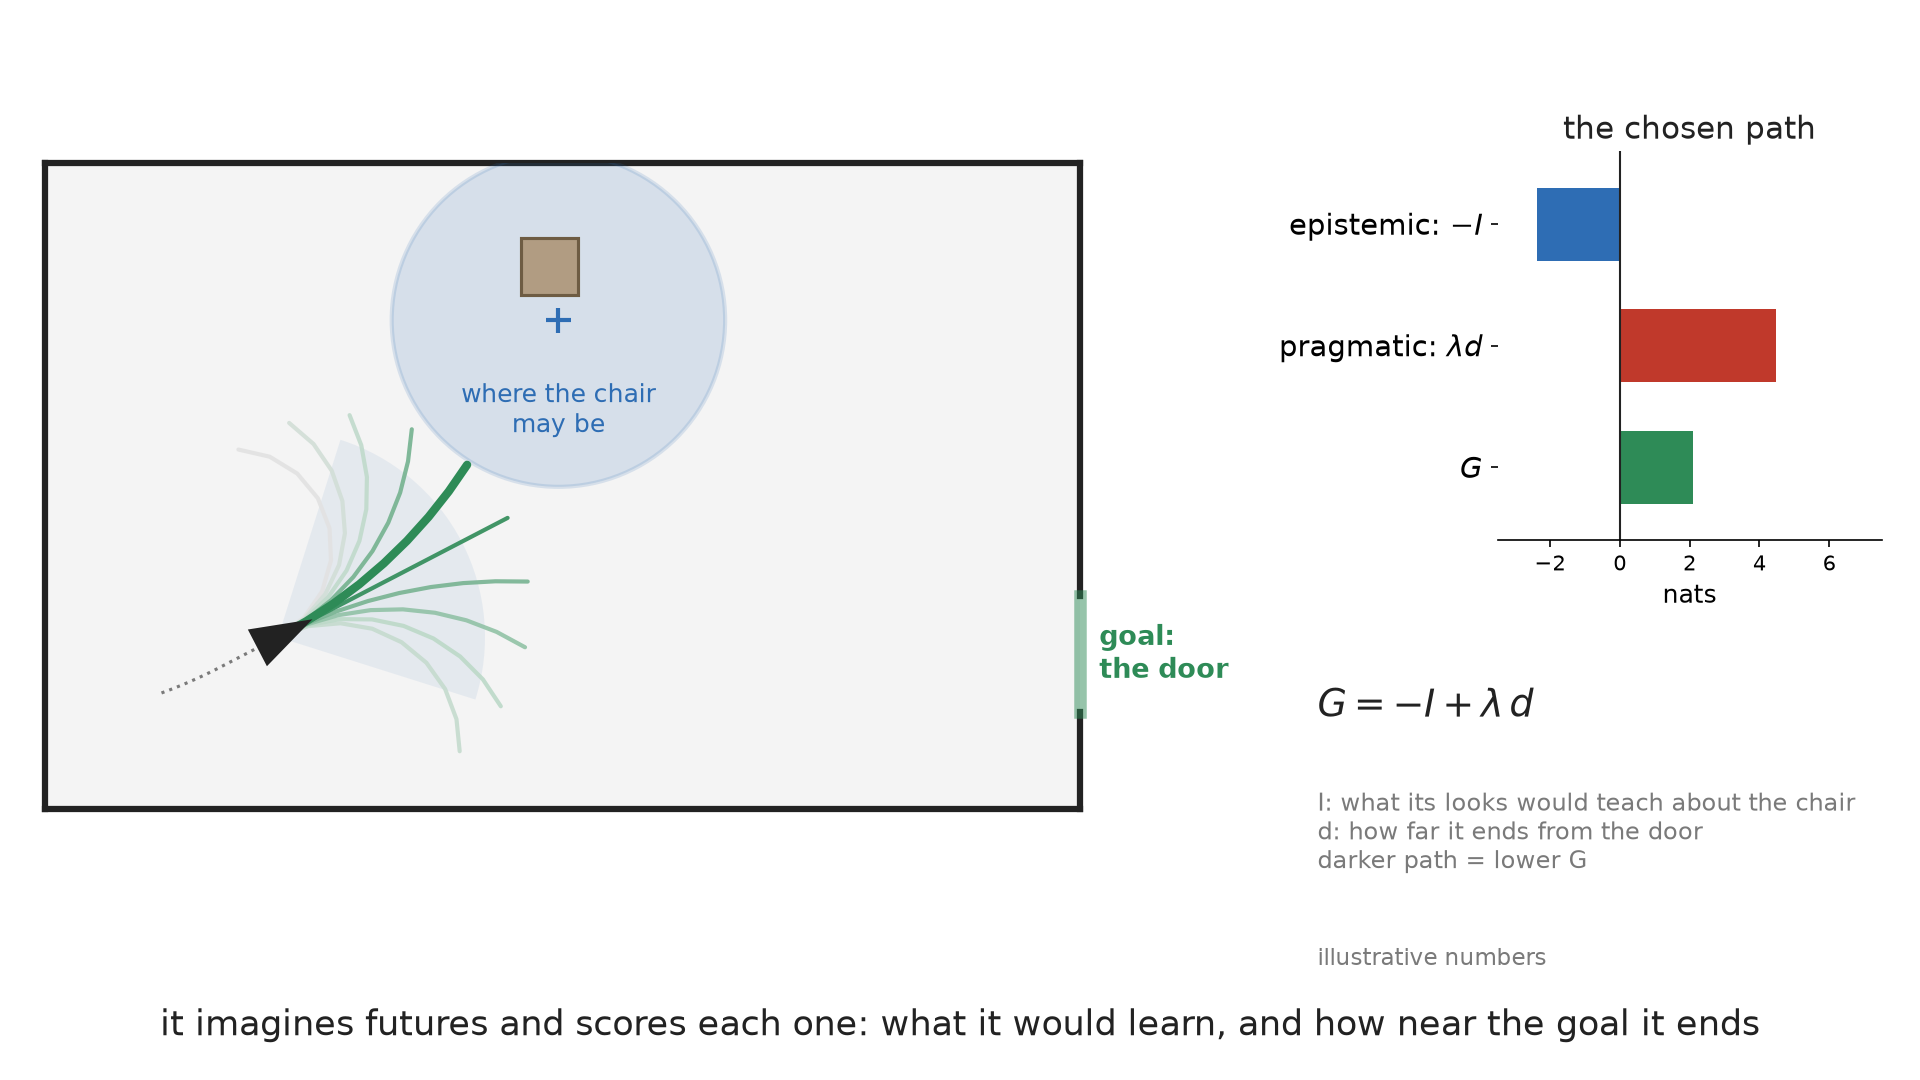 the chosen path
epistemic: −I
pragmatic: λd
G
−2 0 2 4 6
nats
where the chair
may be
goal:
the door
G = −I + λ d
I: what its looks would teach about the chair
d: how far it ends from the door
darker path = lower G
illustrative numbers
it imagines futures and scores each one: what it would learn, and how near the goal it ends